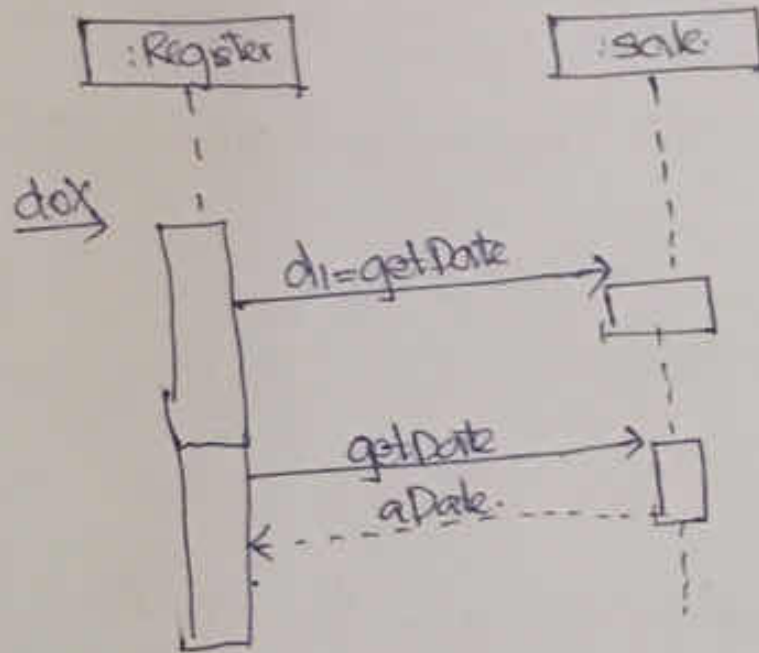 :Register
:sale.
doX
d1=getDate
getDate
aDate.